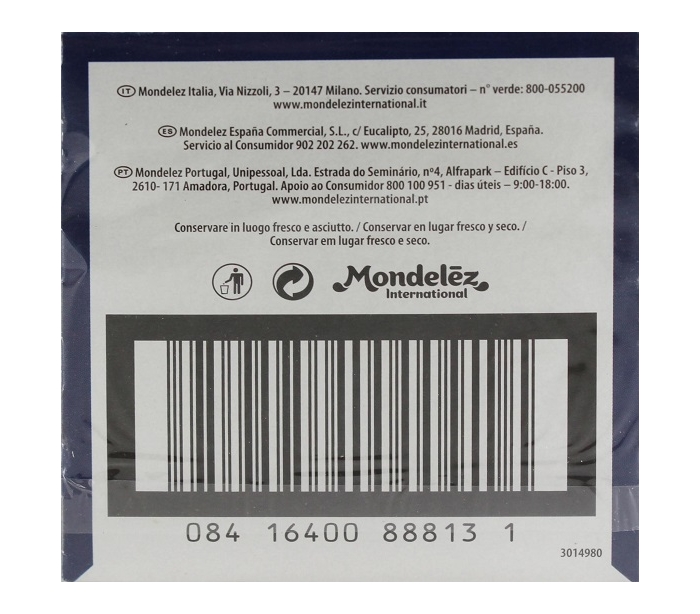 IT Mondelez Italia, Via Nizzoli, 3 – 20147 Milano. Servizio consumatori – n° verde: 800-055200
www.mondelezinternational.it
ES Mondelez España Commercial, S.L., c/ Eucalipto, 25, 28016 Madrid, España.
Servicio al Consumidor 902 202 262. www.mondelezinternational.es
PT Mondelez Portugal, Unipessoal, Lda. Estrada do Seminário, nº4, Alfrapark – Edifício C - Piso 3,
2610- 171 Amadora, Portugal. Apoio ao Consumidor 800 100 951 - dias úteis – 9:00-18:00.
www.mondelezinternational.pt
Conservare in luogo fresco e asciutto. / Conservar en lugar fresco y seco. /
Conservar em lugar fresco e seco.
Mondelēz
International
084 16400 88813 1
3014980